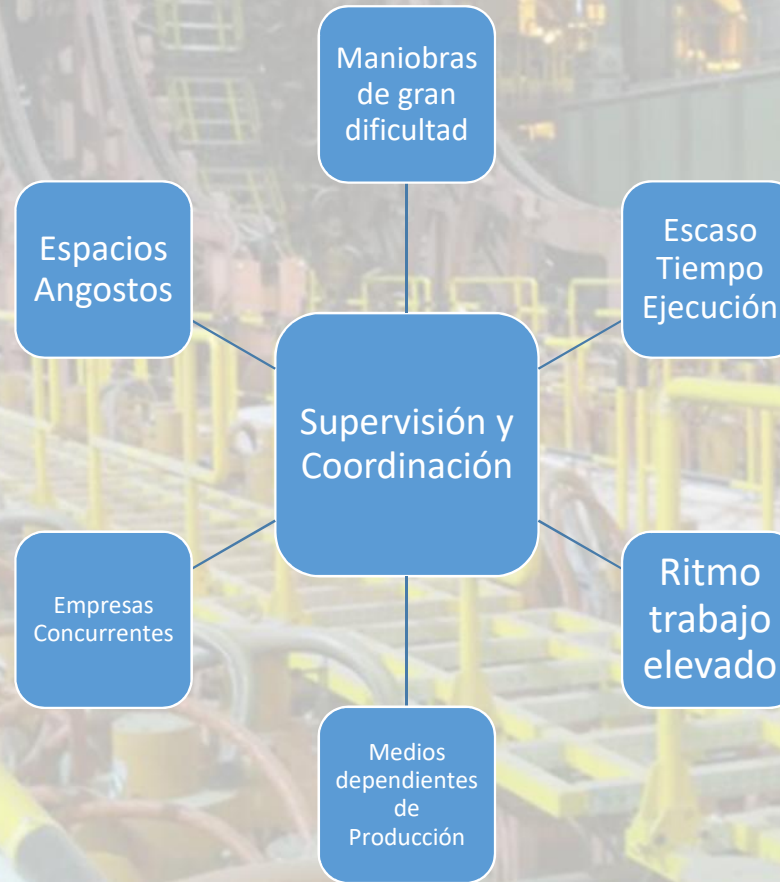 Maniobras
de gran
dificultad
Espacios
Angostos
Escaso
Tiempo
Ejecución
Supervisión y
Coordinación
Empresas
Concurrentes
Ritmo
trabajo
elevado
Medios
dependientes
de
Producción